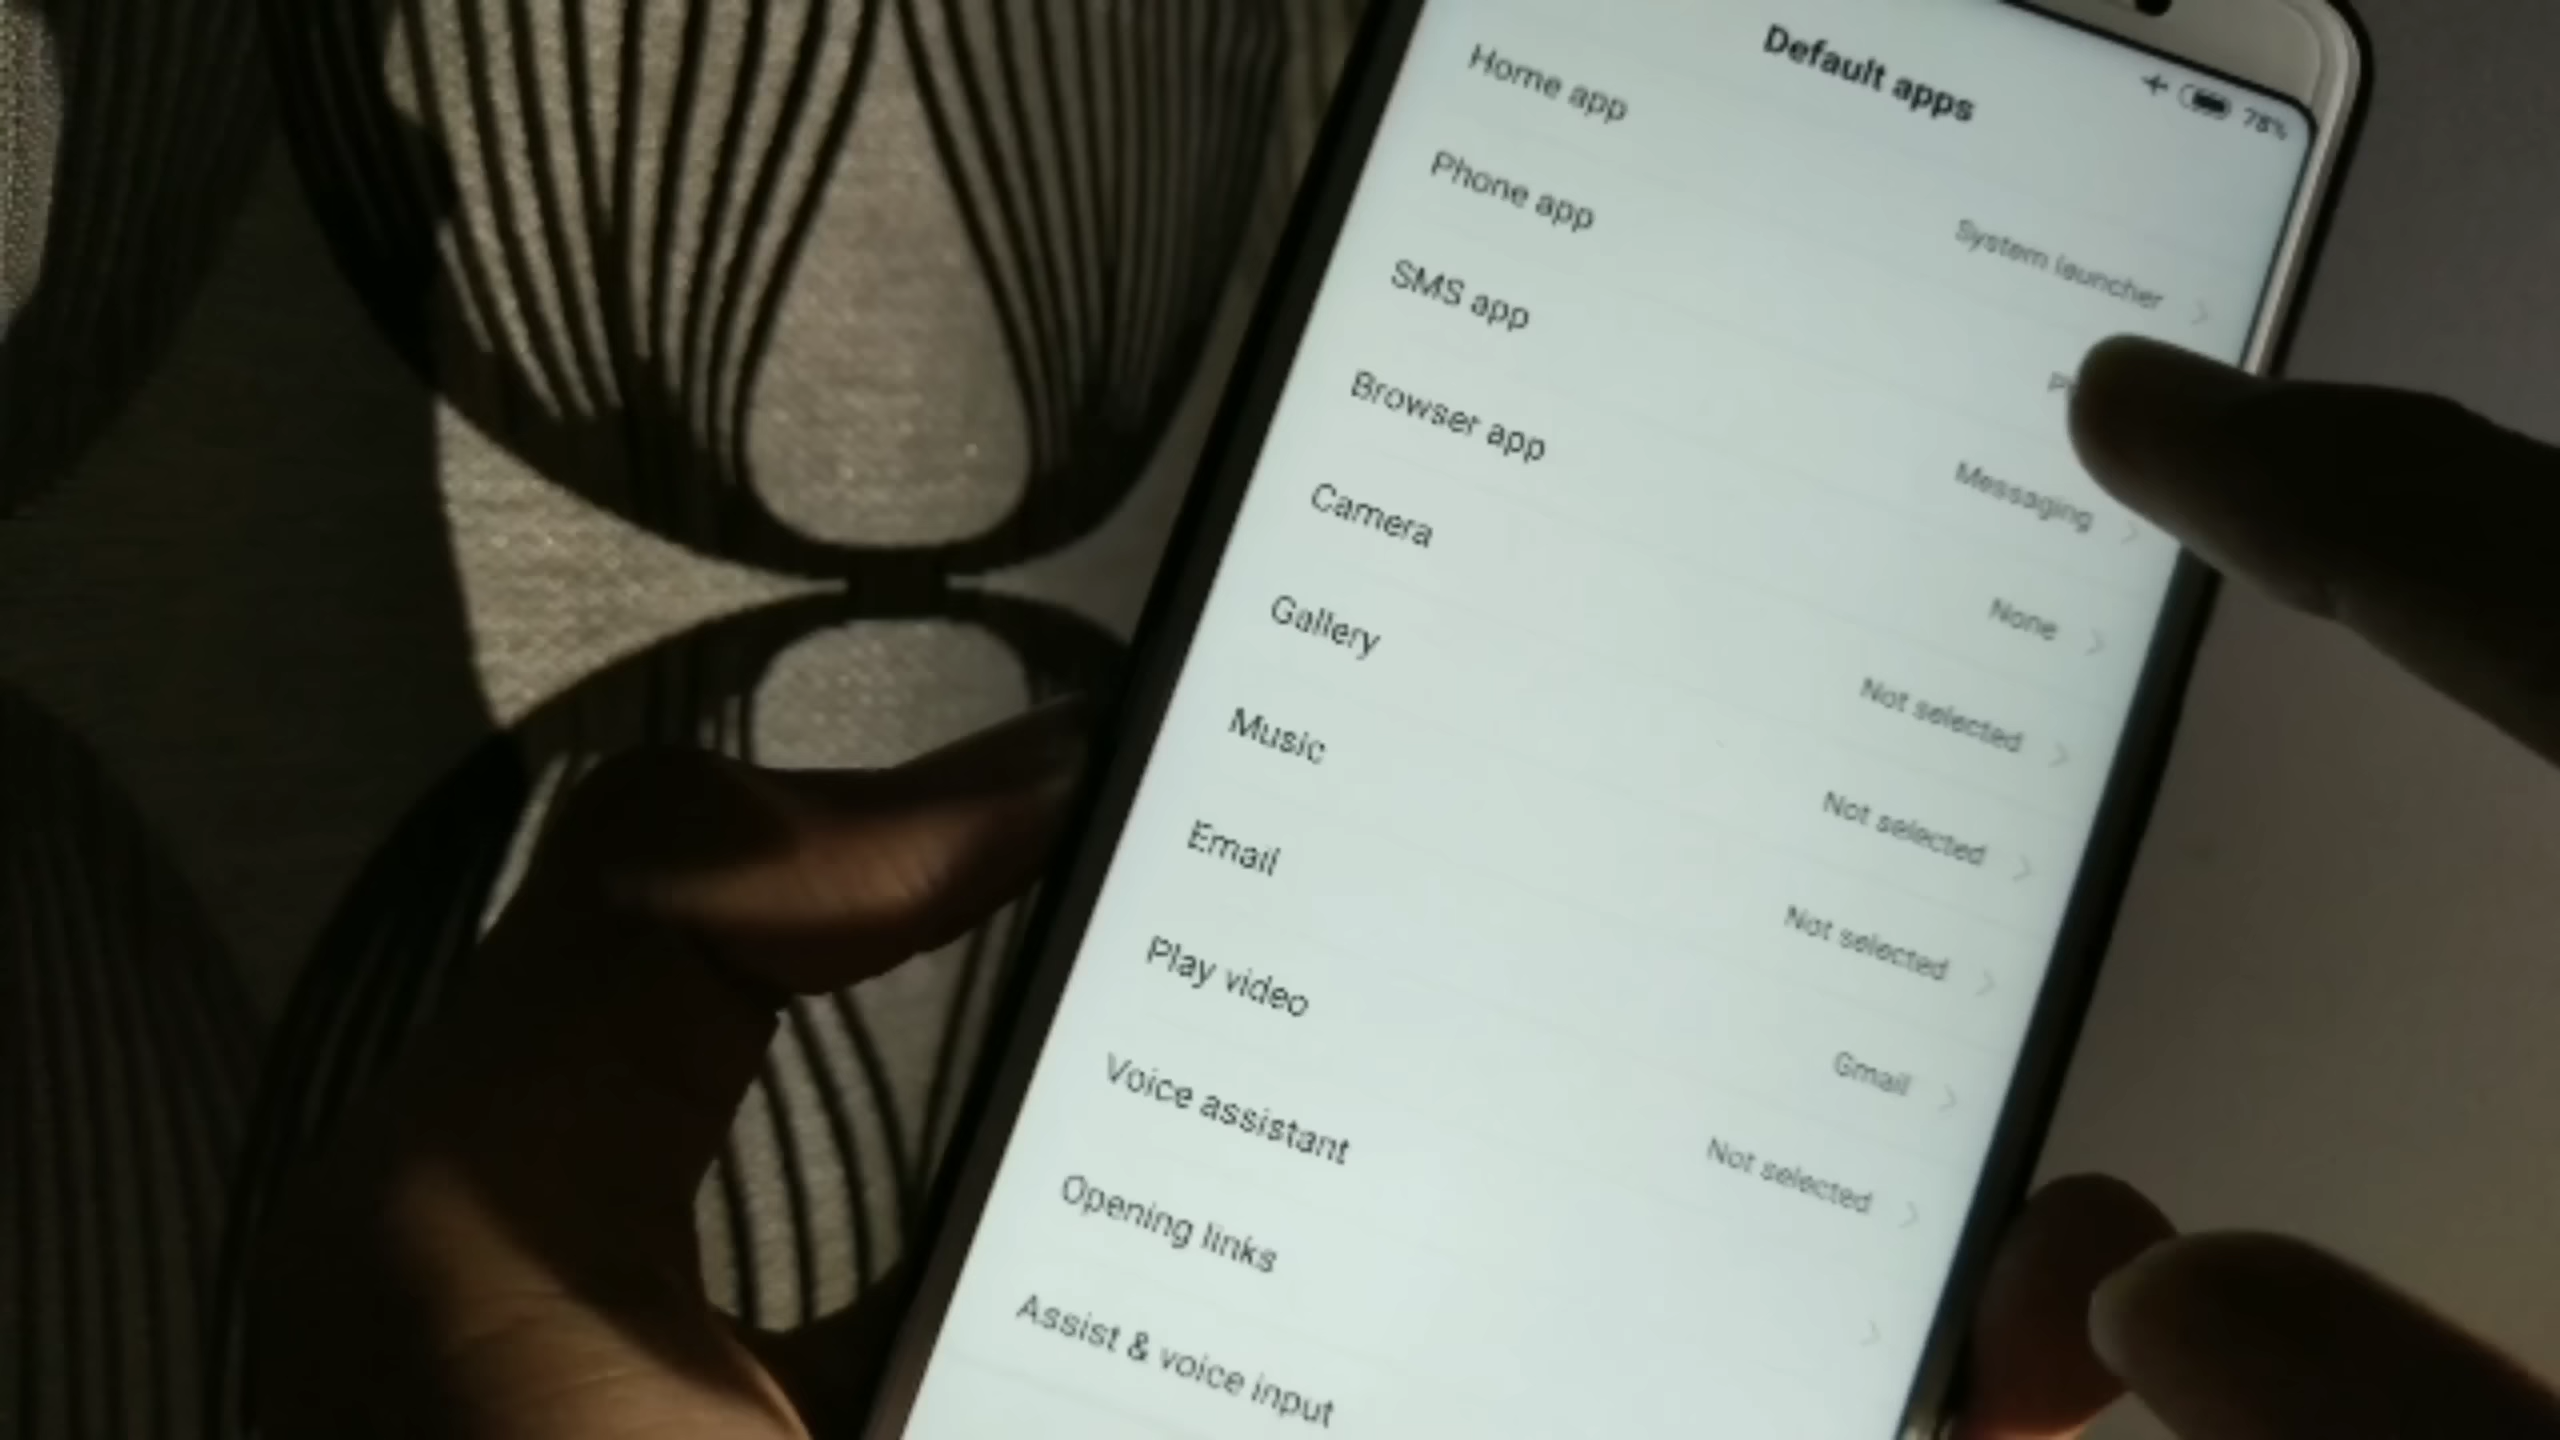 78%
Default apps
Home app
System launcher
Phone app
SMS app
Messaging
Browser app
None
Camera
Not selected
Gallery
Not selected
Music
Not selected
Email
Gmail
Play video
Not selected
Voice assistant
Opening links
Assist & voice input